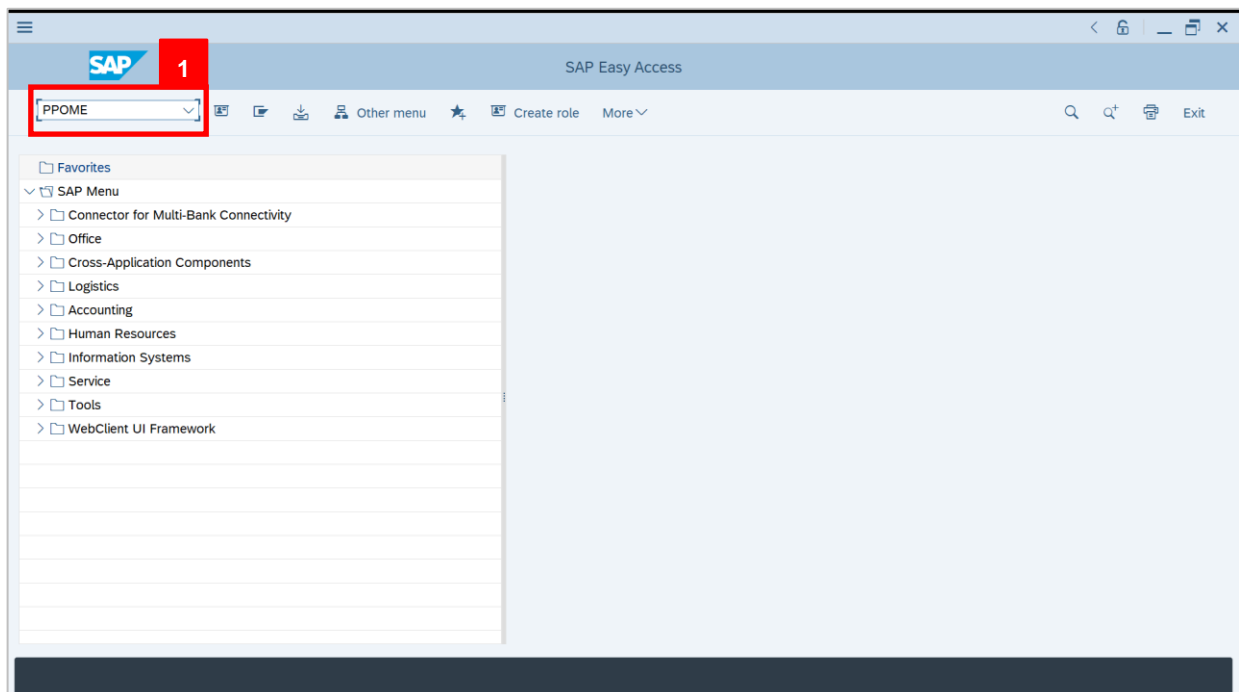 SAP
1
SAP Easy Access
PPOME
Other menu
Create role
More
Exit
Favorites
SAP Menu
Connector for Multi-Bank Connectivity
Office
Cross-Application Components
Logistics
Accounting
Human Resources
Information Systems
Service
Tools
WebClient UI Framework